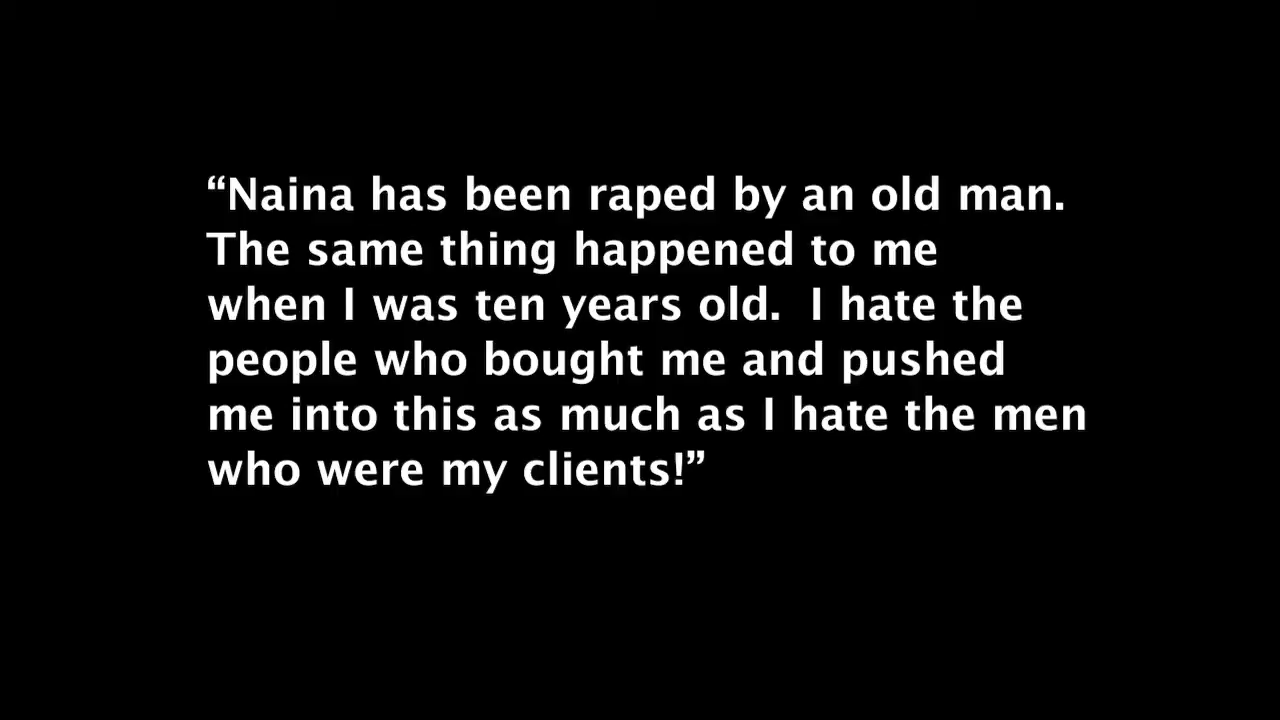 “Naina has been raped by an old man.
The same thing happened to me
when I was ten years old.  I hate the
people who bought me and pushed
me into this as much as I hate the men
who were my clients!”